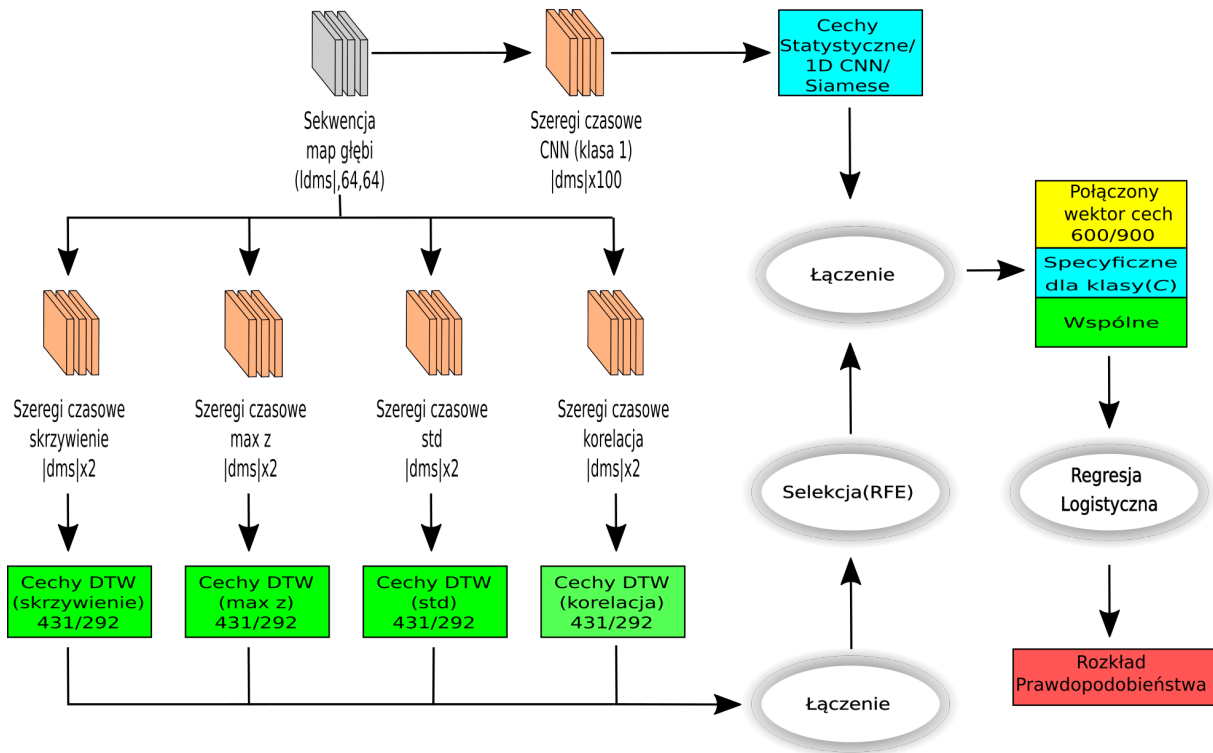 Sekwencja
map głębi
(ldms|,64,64)
Szeregi czasowe
CNN (klasa 1)
|dms|x100
Cechy
Statystyczne/
1D CNN/
Siamese
Szeregi czasowe
skrzywienie
|dms|x2
Szeregi czasowe
max z
|dms|x2
Szeregi czasowe
std
|dms|x2
Szeregi czasowe
korelacja
|dms|x2
Cechy DTW
(skrzywienie)
431/292
Cechy DTW
(max z)
431/292
Cechy DTW
(std)
431/292
Cechy DTW
(korelacja)
431/292
Łączenie
Selekcja(RFE)
Łączenie
Połączony
wektor cech
600/900
Specyficzne
dla klasy(C)
Wspólne
Regresja
Logistyczna
Rozkład
Prawdopodobieństwa